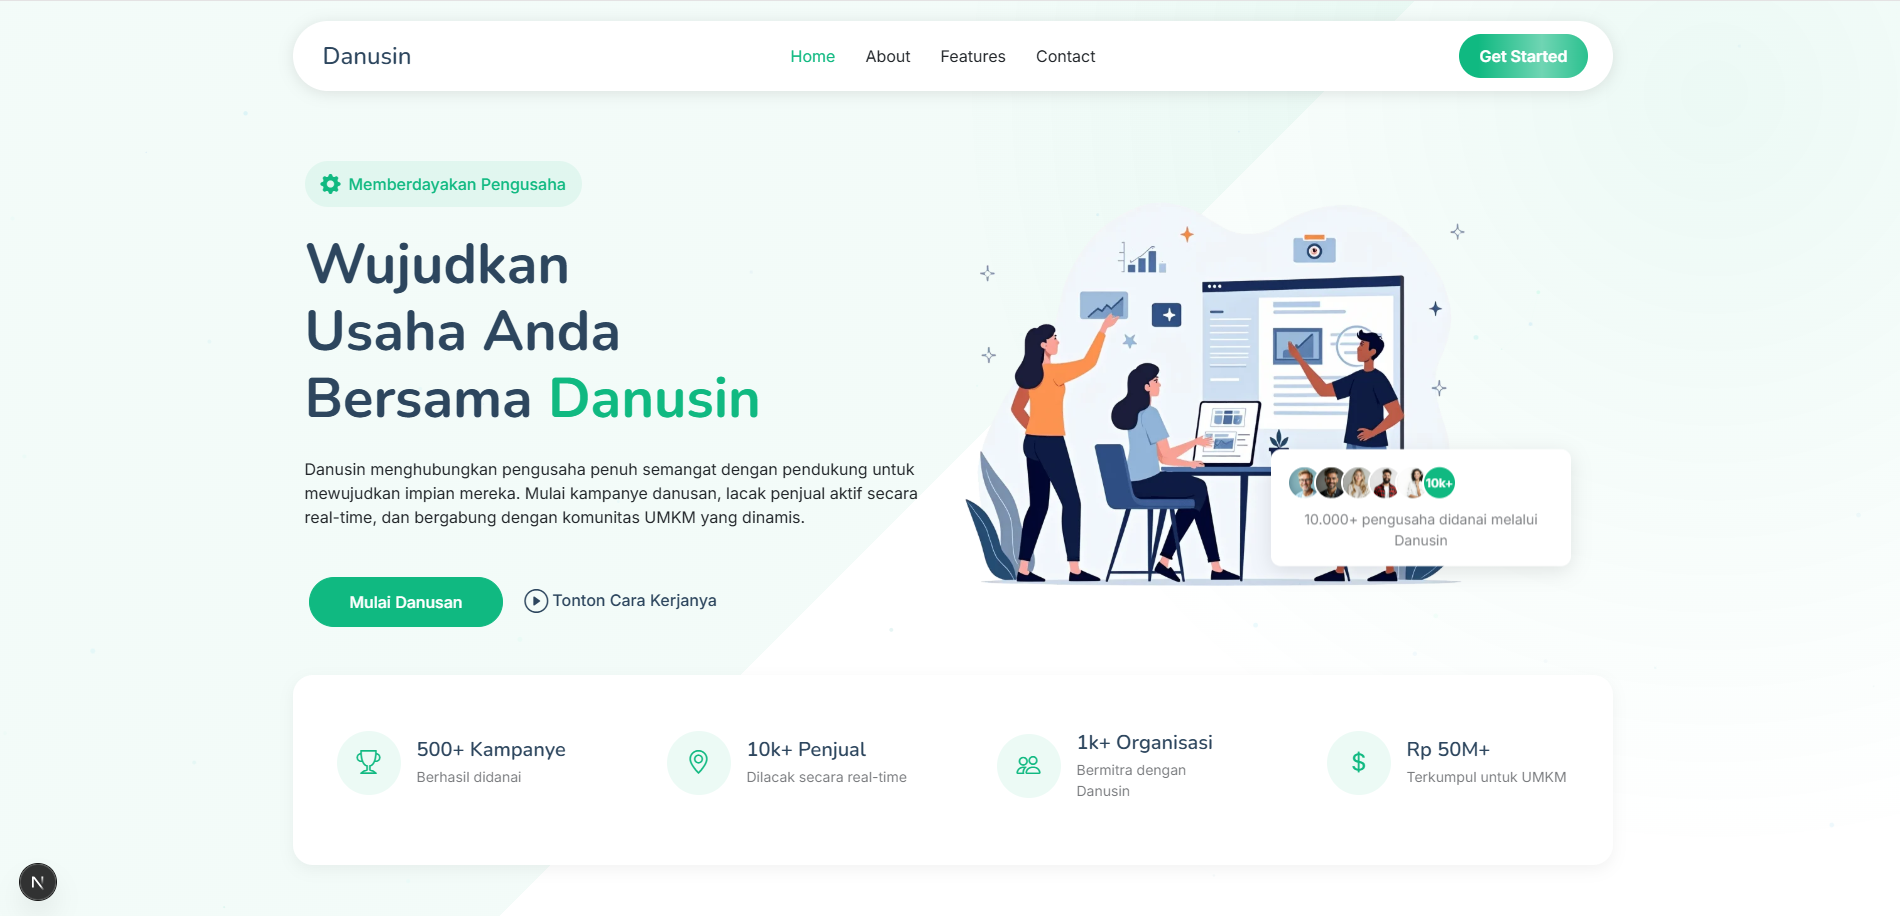 Danusin
Home
About
Features
Contact
Get Started
Memberdayakan Pengusaha
Wujudkan
Usaha Anda
Bersama Danusin
Danusin menghubungkan pengusaha penuh semangat dengan pendukung untuk
mewujudkan impian mereka. Mulai kampanye danusan, lacak penjual aktif secara
real-time, dan bergabung dengan komunitas UMKM yang dinamis.
Mulai Danusan
Tonton Cara Kerjanya
10k+
10.000+ pengusaha didanai melalui
Danusin
500+ Kampanye
Berhasil didanai
10k+ Penjual
Dilacak secara real-time
1k+ Organisasi
Bermitra dengan
Danusin
$
Rp 50M+
Terkumpul untuk UMKM
N